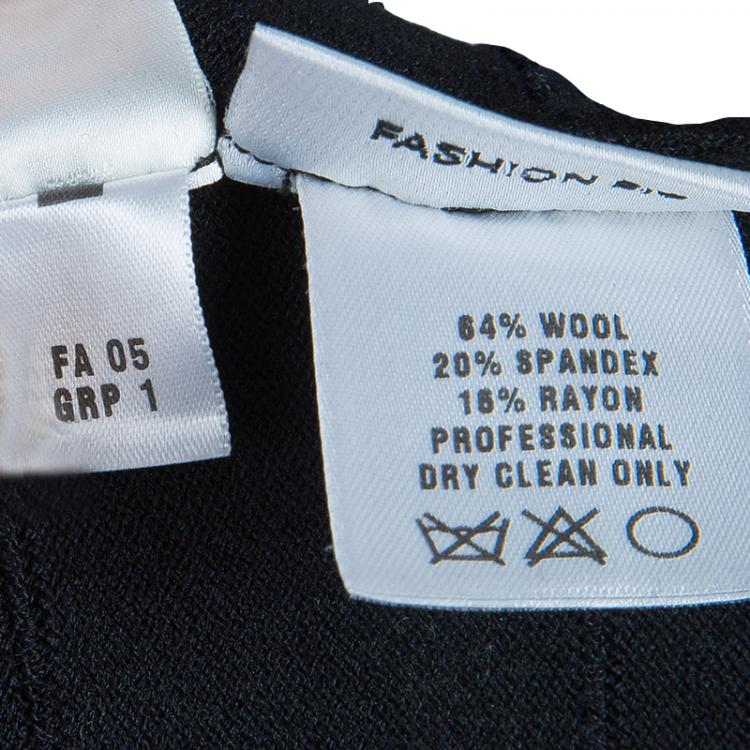 FASHION
FA 05
GRP 1
64% WOOL
20% SPANDEX
16% RAYON
PROFESSIONAL
DRY CLEAN ONLY